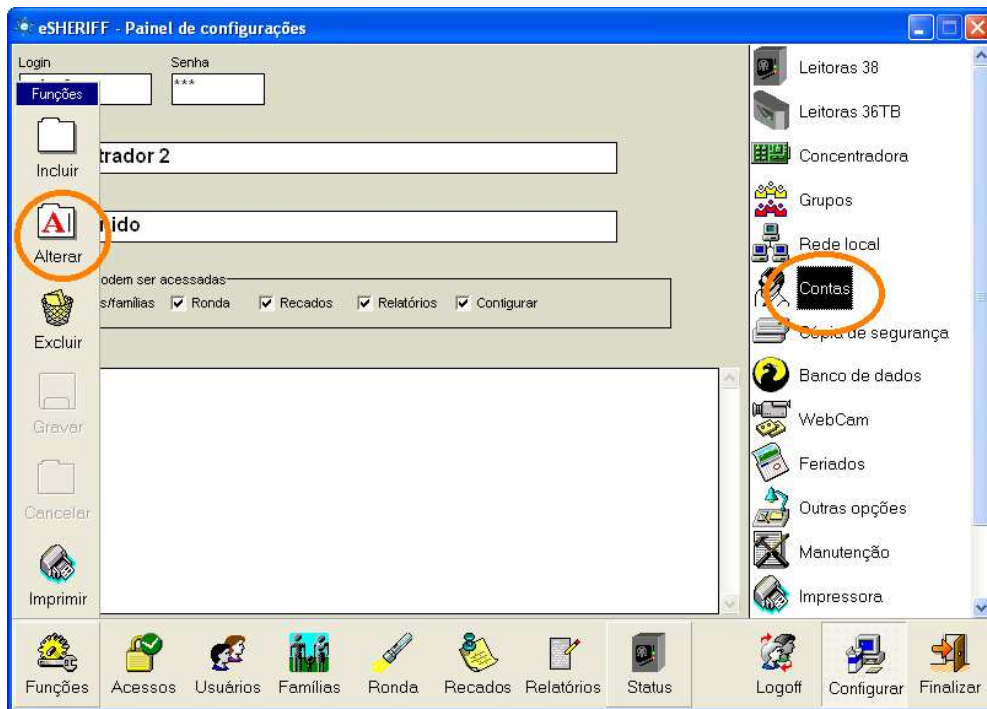 eSHERIFF - Painel de configurações
Login
Senha
***
Funções
Incluir
trador 2
Alterar
nido
odem ser acessadas
s/famílias
Ronda
Recados
Relatórios
Configurar
Excluir
Gravar
Cancelar
Imprimir
Leitoras 38
Leitoras 36TB
Concentradora
Grupos
Rede local
Contas
Cópia de segurança
Banco de dados
WebCam
Feriados
Outras opções
Manutenção
Impressora
Funções
Acessos
Usuários
Famílias
Ronda
Recados
Relatórios
Status
Logoff
Configurar
Finalizar